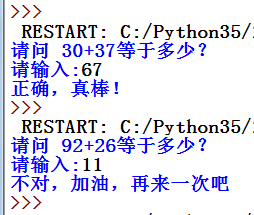 >>>
RESTART: C:/Python35/
请问 30+37等于多少?
请输入:67
正确，真棒!
>>>
RESTART: C:/Python35/
请问 92+26等于多少?
请输入:11
不对，加油，再来一次吧
>>>